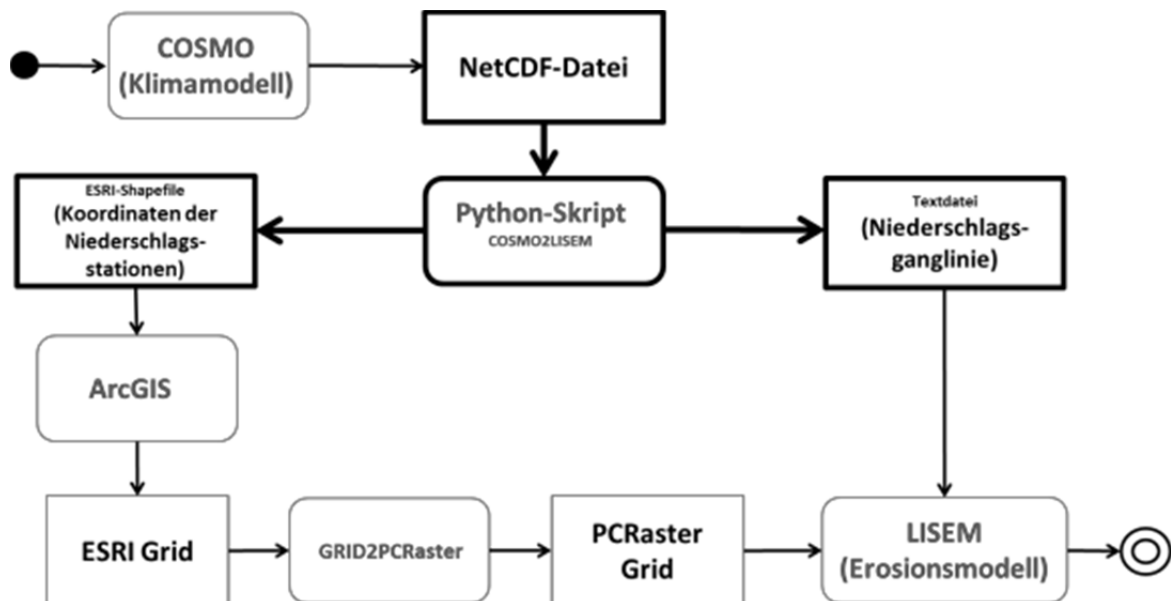 COSMO
(Klimamodell)
NetCDF-Datei
ESRI-Shapefile
(Koordinaten der
Niederschlags-
stationen)
Python-Skript
COSMO2LISEM
Textdatei
(Niederschlags-
ganglinie)
ArcGIS
ESRI Grid
GRID2PCRaster
PCRaster
Grid
LISEM
(Erosionsmodell)